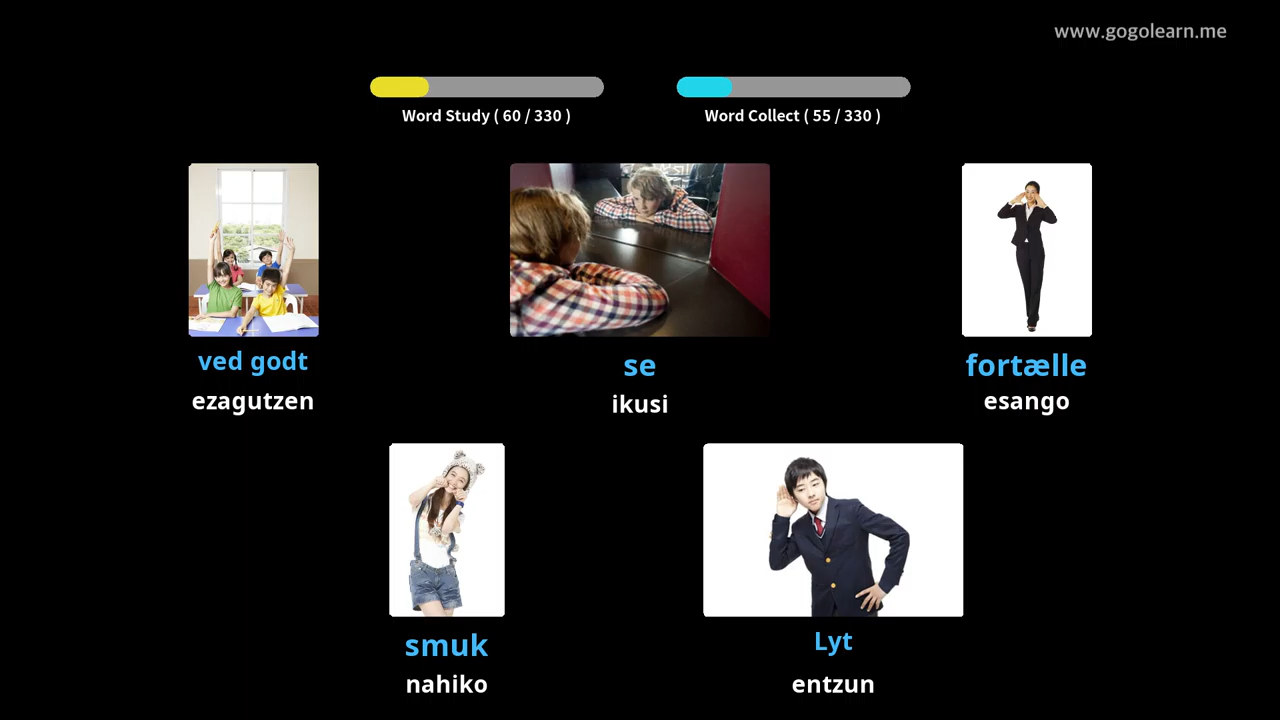 www.gogolearn.me
Word Study ( 60 / 330 )
Word Collect ( 55 / 330 )
ved godt
ezagutzen
se
ikusi
fortælle
esango
smuk
nahiko
Lyt
entzun